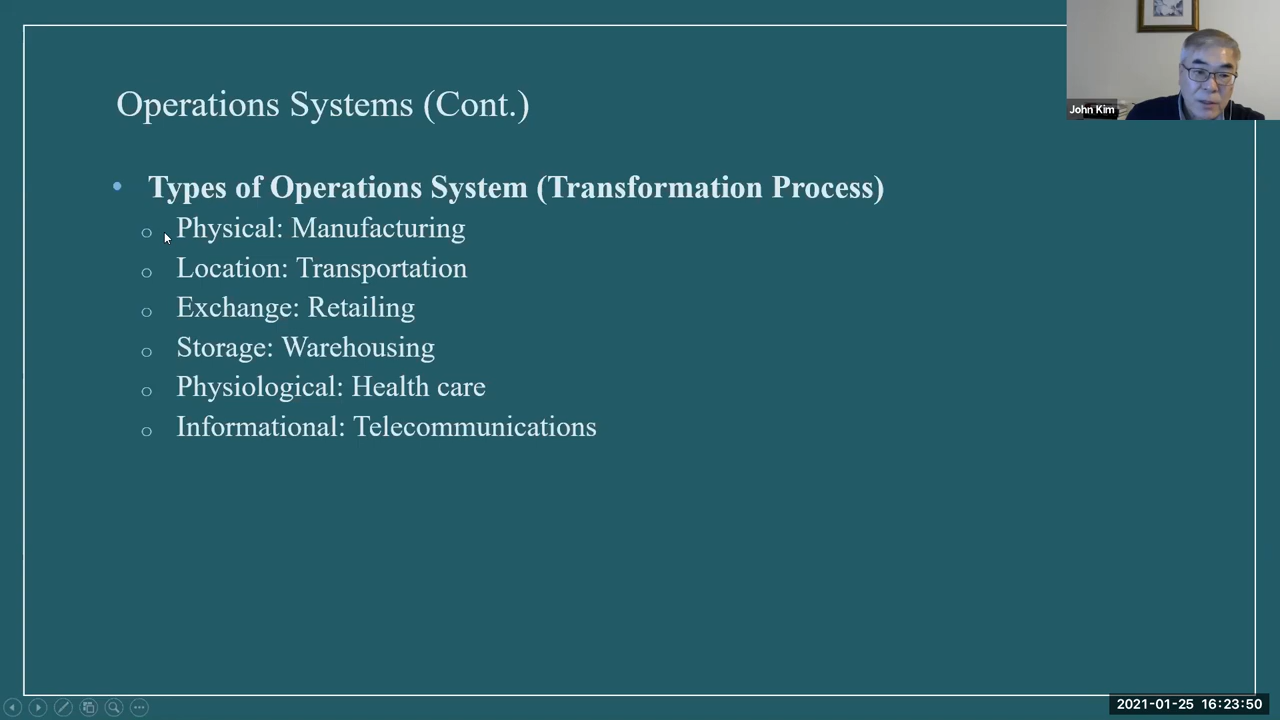 Operations Systems (Cont.)
John Kim
• Types of Operations System (Transformation Process)
o Physical: Manufacturing
o Location: Transportation
o Exchange: Retailing
o Storage: Warehousing
o Physiological: Health care
o Informational: Telecommunications
2021-01-25 16:23:50